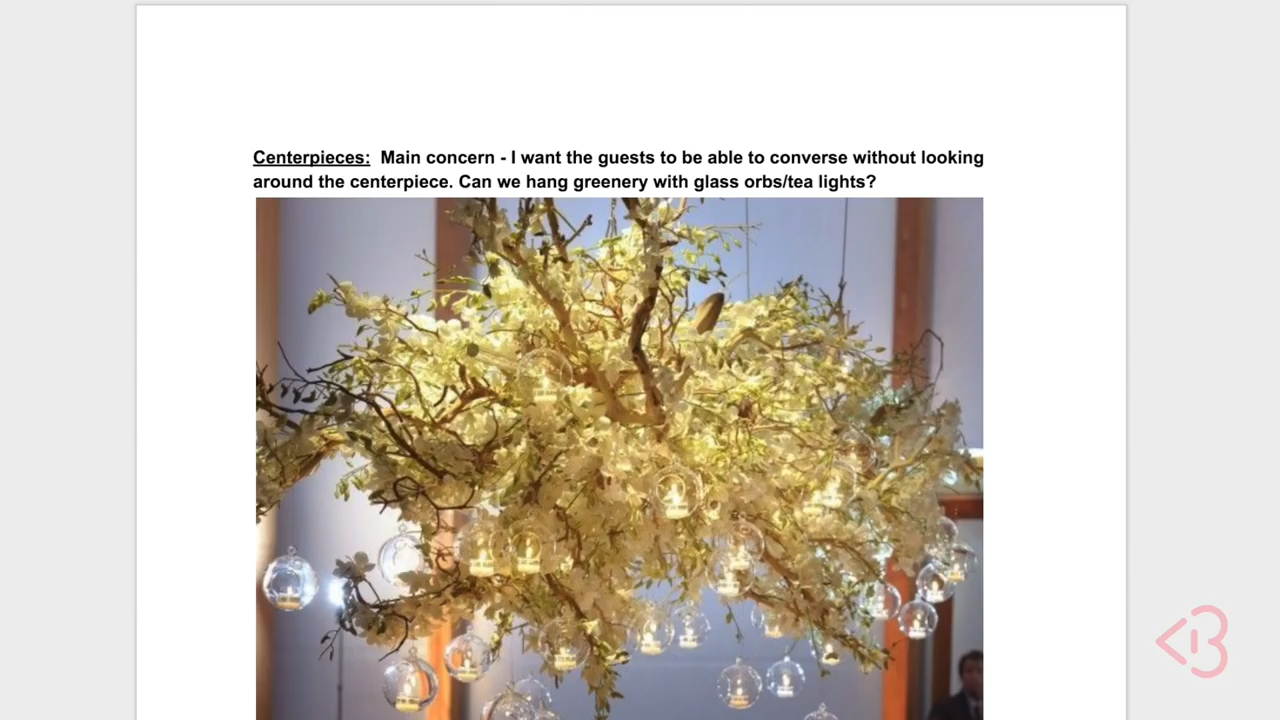 Centerpieces:  Main concern - I want the guests to be able to converse without looking
around the centerpiece. Can we hang greenery with glass orbs/tea lights?